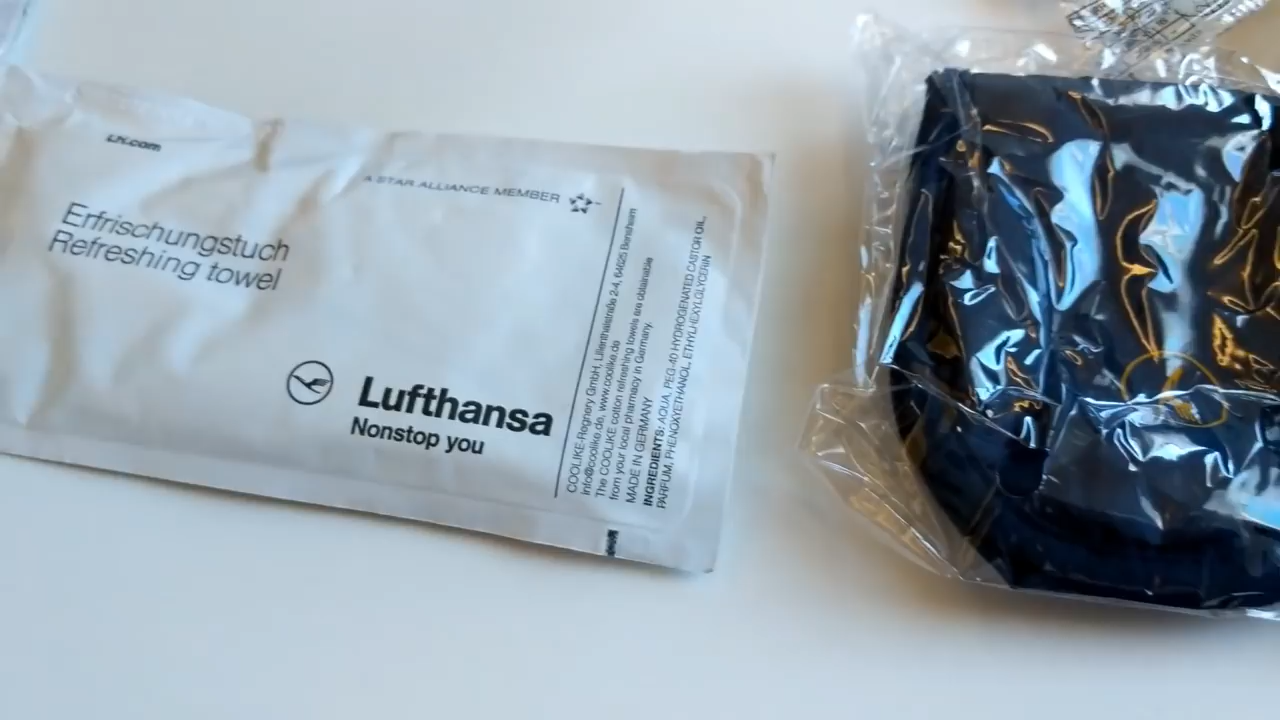 LH.com
A STAR ALLIANCE MEMBER
Erfrischungstuch
Refreshing towel
Lufthansa
Nonstop you
COOLIKE-Regnery GmbH, Lilienthalstraße 2-4, 64625 Bensheim
info@coolike.de, www.coolike.de
The COOLIKE cotton refreshing towels are obtainable
from your local pharmacy in Germany.
MADE IN GERMANY
INGREDIENTS: AQUA, PEG-40 HYDROGENATED CASTOR OIL,
PARFUM, PHENOXYETHANOL, ETHYLHEXYLGLYCERIN